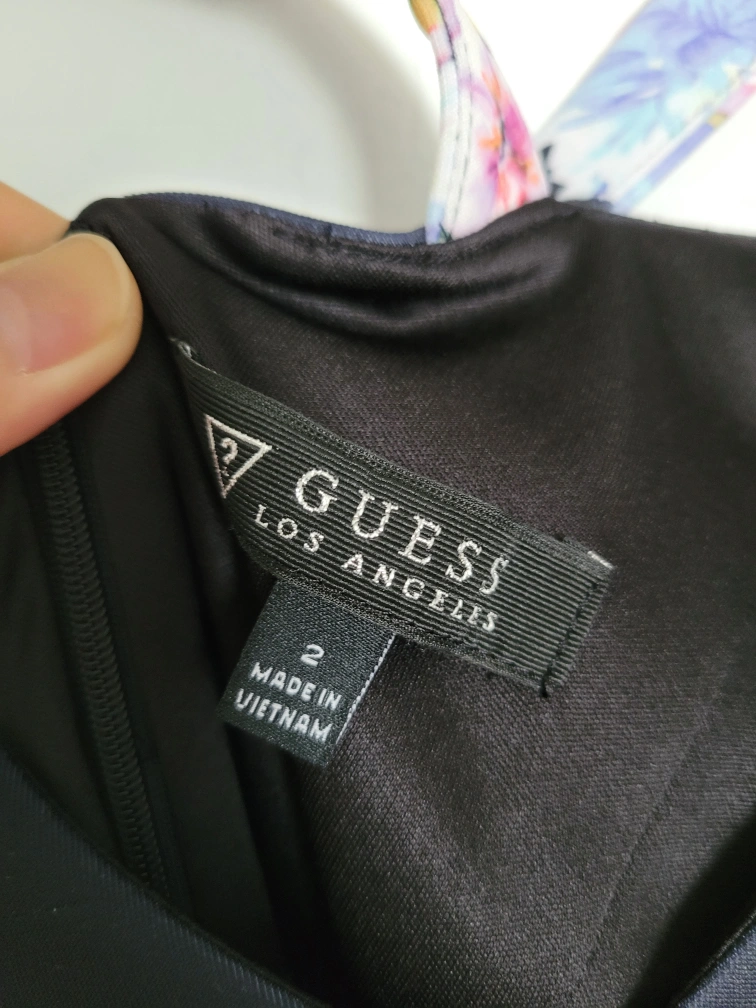 ?
GUESS
LOS ANGELES
2
MADE IN
VIETNAM